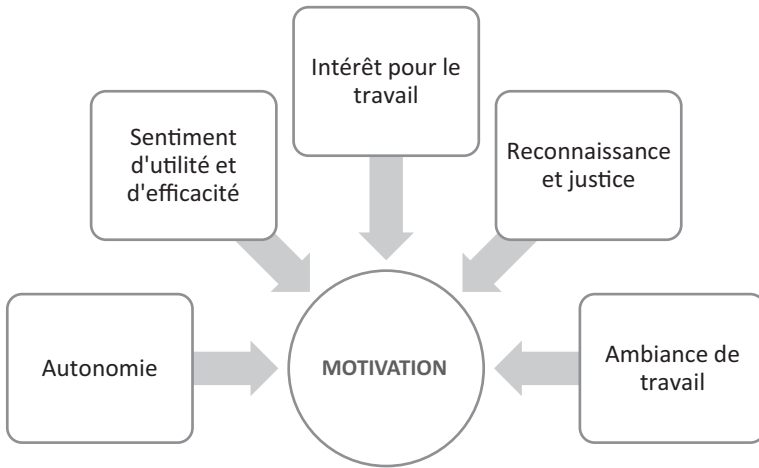 Intérêt pour le
travail
Sentiment
d'utilité et
d'efficacité
Reconnaissance
et justice
Autonomie
MOTIVATION
Ambiance de
travail